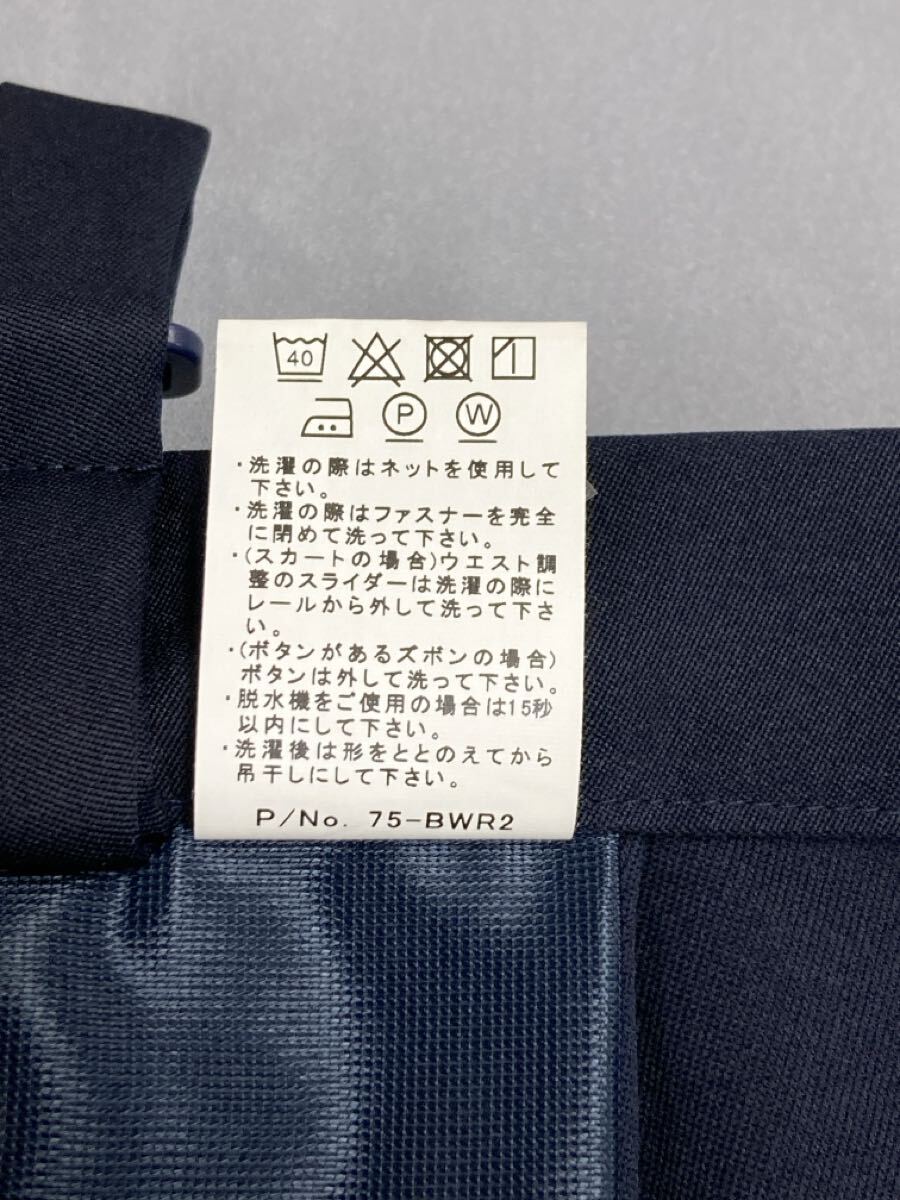 40
P W
・洗濯の際はネットを使用して
下さい。
・洗濯の際はファスナーを完全
に閉めて洗って下さい。
・(スカートの場合)ウエスト調
整のスライダーは洗濯の際に
レールから外して洗って下さ
い。
・(ボタンがあるズボンの場合)
ボタンは外して洗って下さい。
・脱水機をご使用の場合は15秒
以内にして下さい。
・洗濯後は形をととのえてから
吊干しにして下さい。
P/No. 75-BWR2